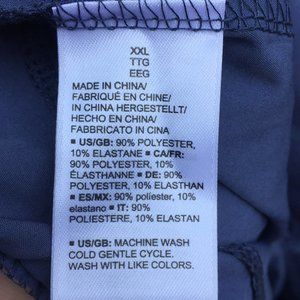 XXL
TTG
EEG
MADE IN CHINA/
FABRIQUÉ EN CHINE/
IN CHINA HERGESTELLT/
HECHO EN CHINA/
FABBRICATO IN CINA
▪ US/GB: 90% POLYESTER,
10% ELASTANE ▪ CA/FR:
90% POLYESTER, 10%
ÉLASTHANNE ▪ DE: 90%
POLYESTER, 10% ELASTHAN
▪ ES/MX: 90% poliéster, 10%
elastano ▪ IT: 90%
POLIESTERE, 10% ELASTAN
▪ US/GB: MACHINE WASH
COLD GENTLE CYCLE.
WASH WITH LIKE COLORS.